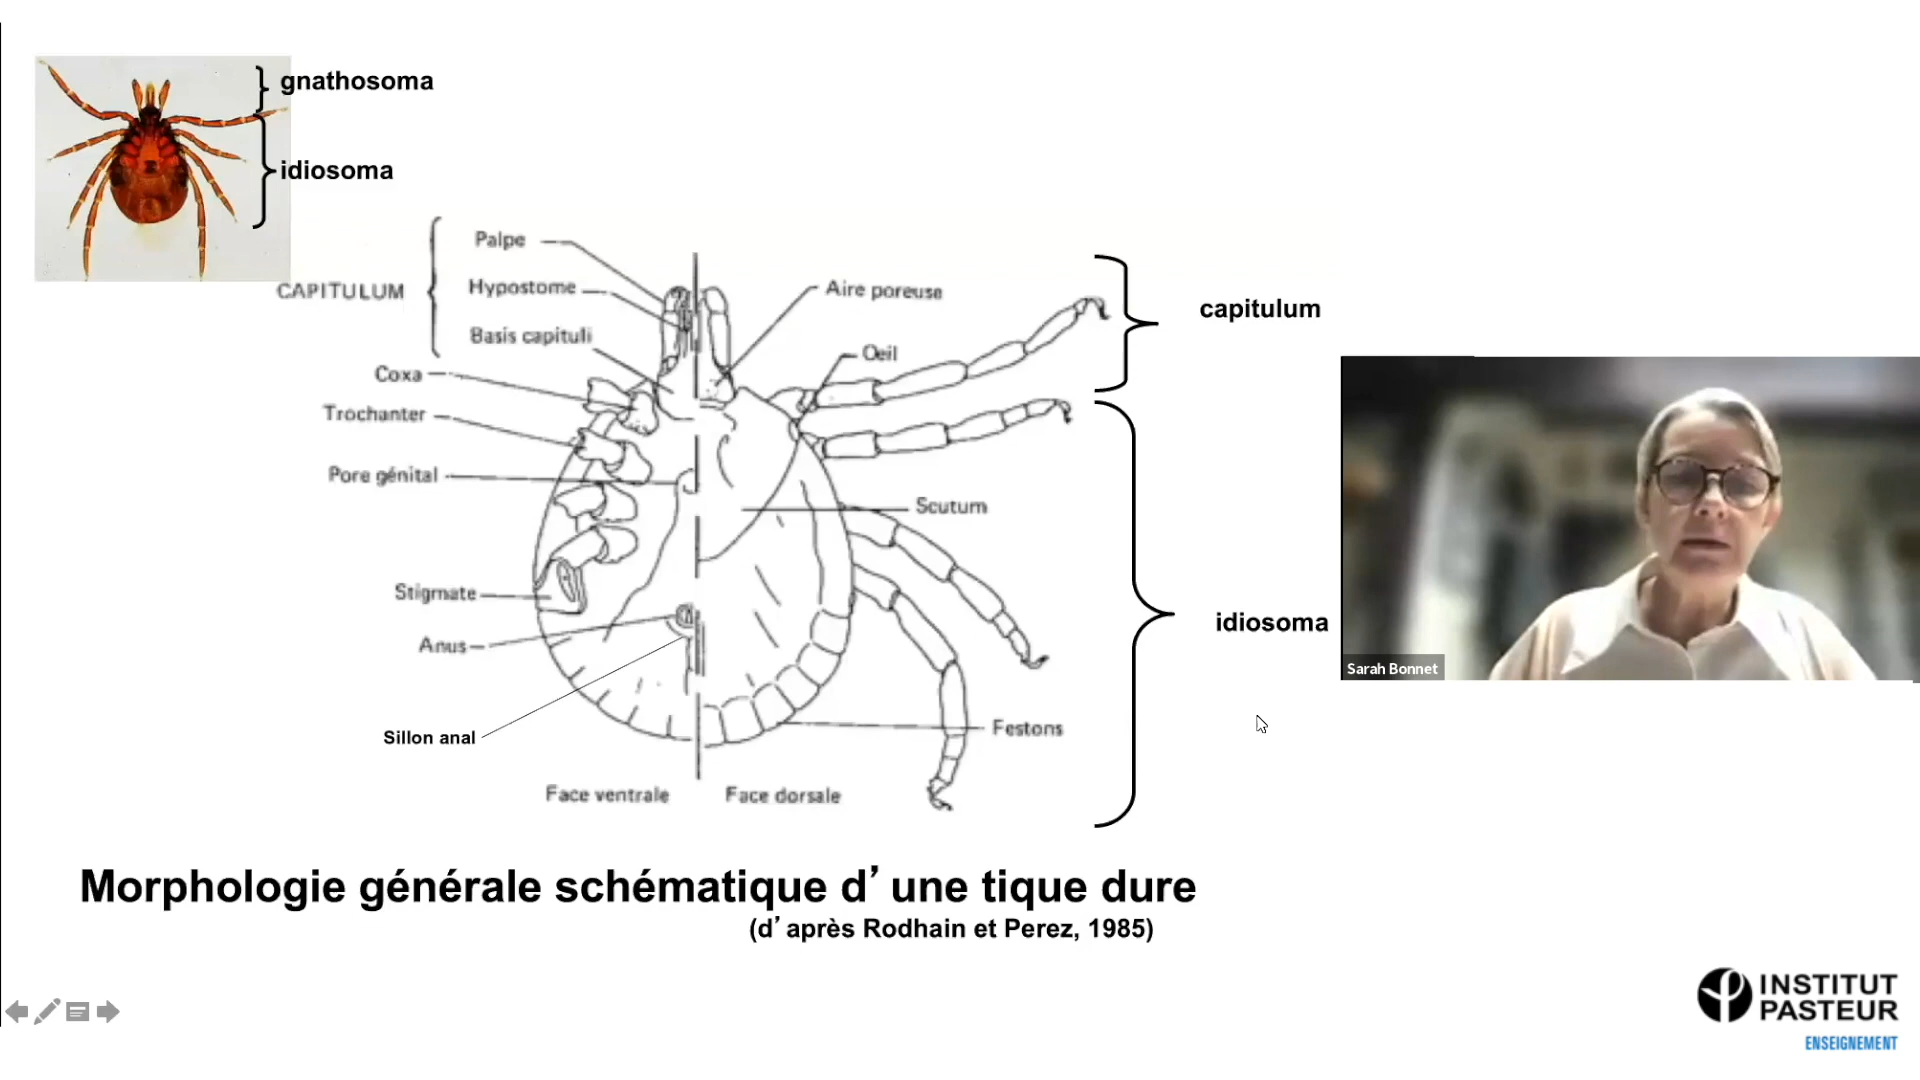 gnathosoma
idiosoma
CAPITULUM
Palpe
Hypostome
Basis capituli
Coxa
Trochanter
Pore génital
Stigmate
Anus
Sillon anal
Aire poreuse
Œil
Scutum
Festons
Face ventrale
Face dorsale
capitulum
idiosoma
Sarah Bonnet
Morphologie générale schématique d’ une tique dure
(d’ après Rodhain et Perez, 1985)
INSTITUT
PASTEUR
ENSEIGNEMENT